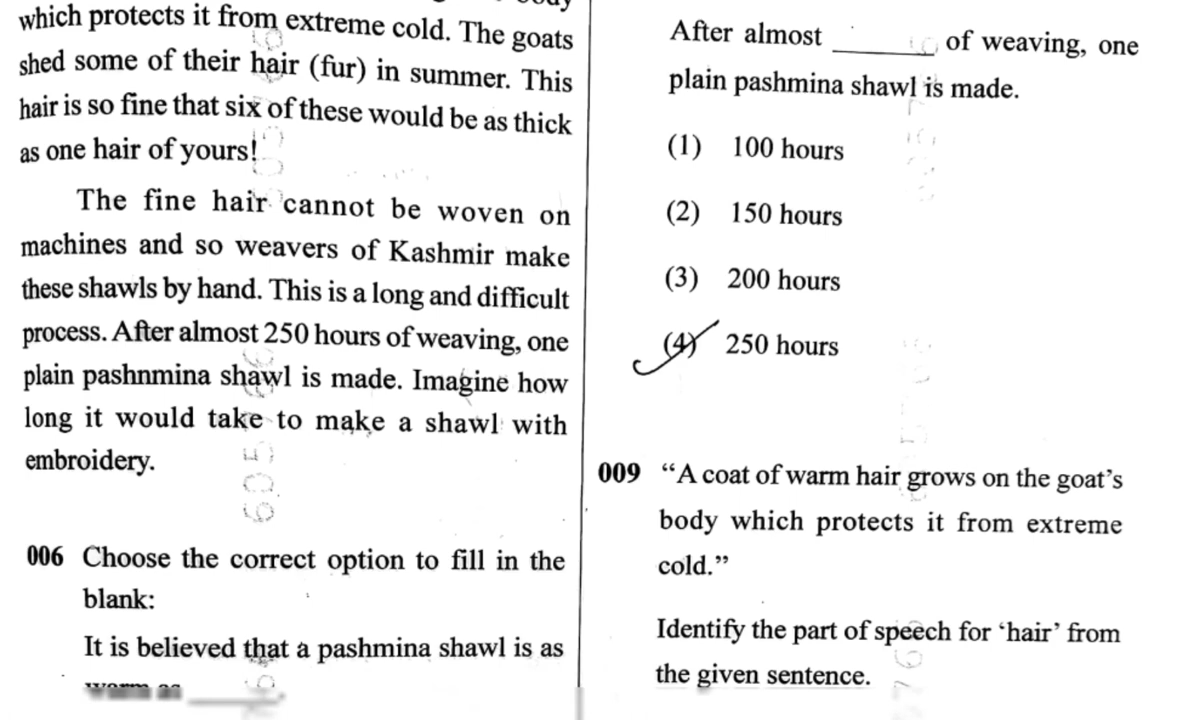 which protects it from extreme cold. The goats
shed some of their hair (fur) in summer. This
hair is so fine that six of these would be as thick
as one hair of yours!
The fine hair cannot be woven on
machines and so weavers of Kashmir make
these shawls by hand. This is a long and difficult
process. After almost 250 hours of weaving, one
plain pashnmina shawl is made. Imagine how
long it would take to make a shawl with
embroidery.
006 Choose the correct option to fill in the
blank:
It is believed that a pashmina shawl is as
After almost ______ of weaving, one
plain pashmina shawl is made.
(1) 100 hours
(2) 150 hours
(3) 200 hours
(4) 250 hours
009 “A coat of warm hair grows on the goat’s
body which protects it from extreme
cold.”
Identify the part of speech for ‘hair’ from
the given sentence.